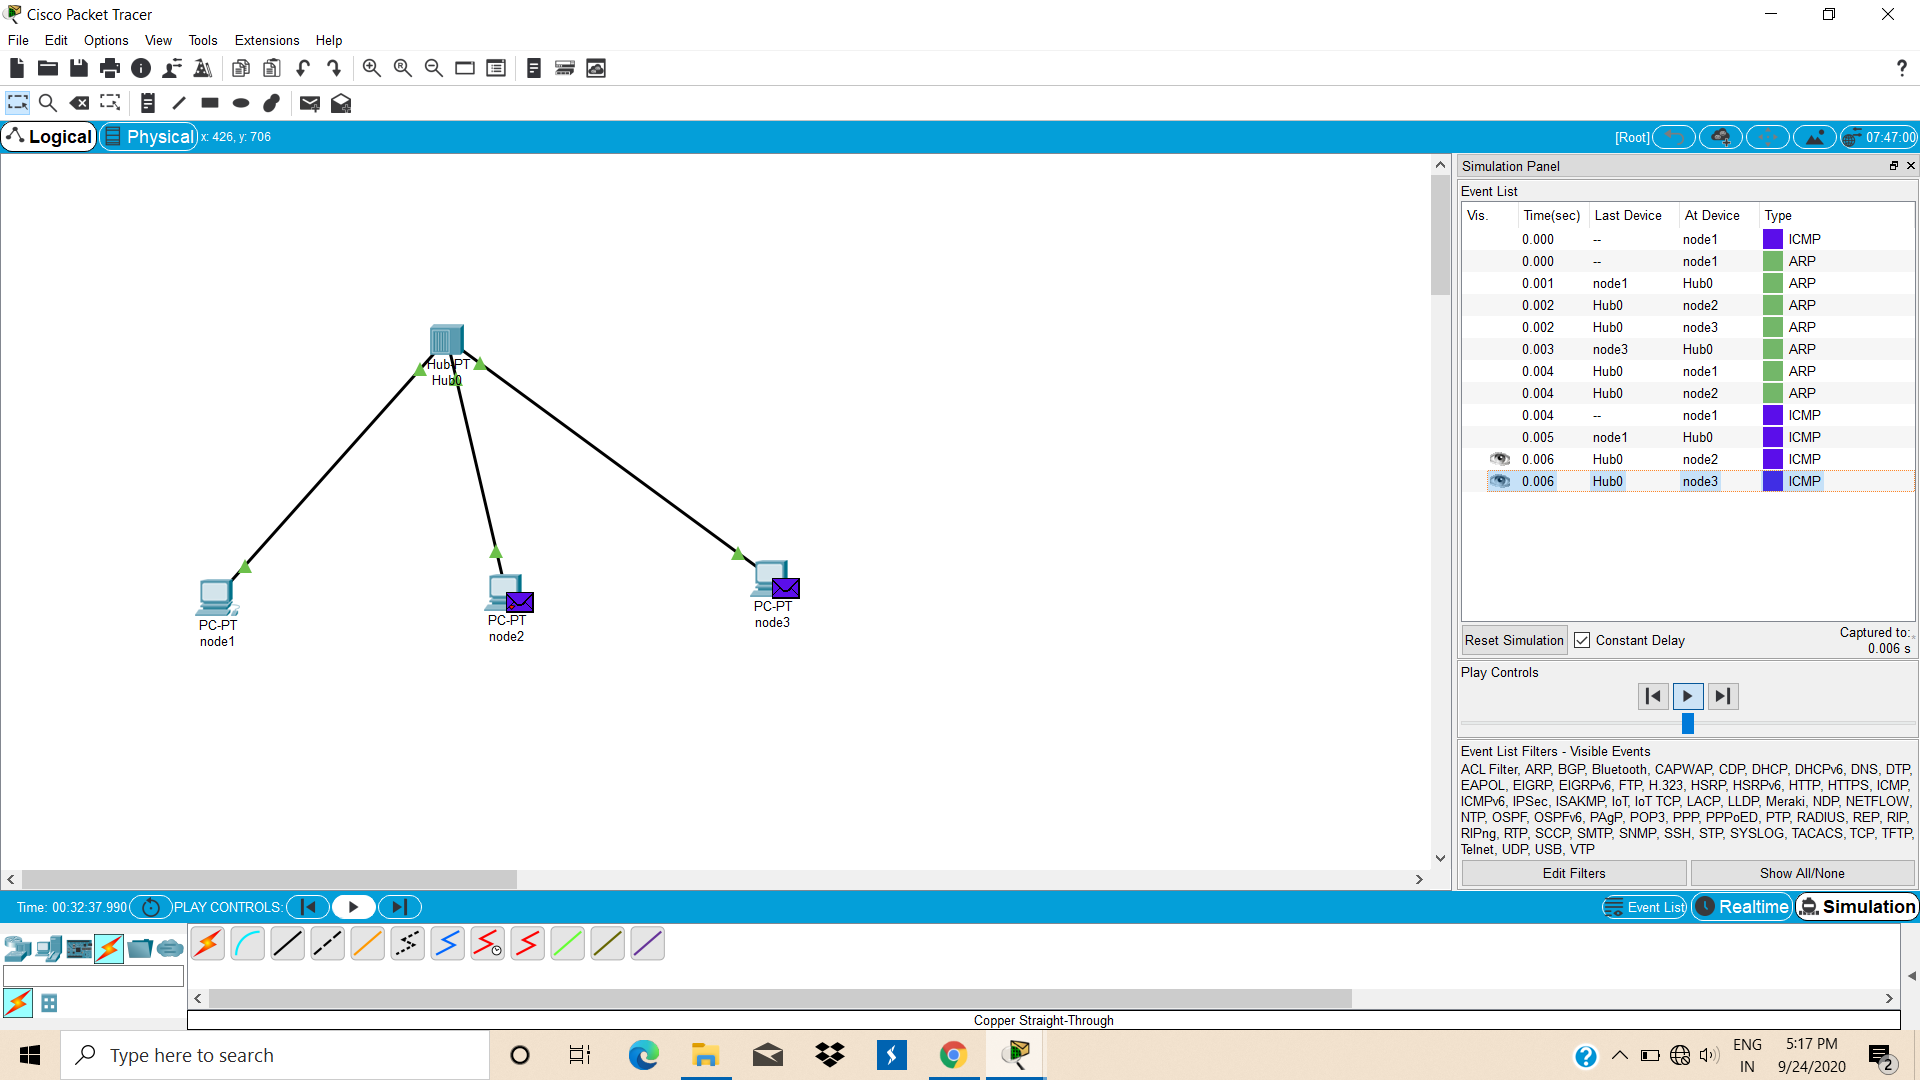 Cisco Packet Tracer
File Edit Options View Tools Extensions Help
?
Logical Physical x: 426, y: 706 [Root] 07:47:00
Simulation Panel
Event List
Vis. Time(sec) Last Device At Device Type
0.000 -- node1 ICMP
0.000 -- node1 ARP
0.001 node1 Hub0 ARP
0.002 Hub0 node2 ARP
0.002 Hub0 node3 ARP
0.003 node3 Hub0 ARP
0.004 Hub0 node1 ARP
0.004 Hub0 node2 ARP
0.004 -- node1 ICMP
0.005 node1 Hub0 ICMP
0.006 Hub0 node2 ICMP
0.006 Hub0 node3 ICMP
Hub-PT
Hub0
PC-PT
node1
PC-PT
node2
PC-PT
node3
Reset Simulation Constant Delay Captured to:
0.006 s
Play Controls
Event List Filters - Visible Events
ACL Filter, ARP, BGP, Bluetooth, CAPWAP, CDP, DHCP, DHCPv6, DNS, DTP,
EAPOL, EIGRP, EIGRPv6, FTP, H.323, HSRP, HSRPv6, HTTP, HTTPS, ICMP,
ICMPv6, IPSec, ISAKMP, IoT, IoT TCP, LACP, LLDP, Meraki, NDP, NETFLOW,
NTP, OSPF, OSPFv6, PAgP, POP3, PPP, PPPoED, PTP, RADIUS, REP, RIP,
RIPng, RTP, SCCP, SMTP, SNMP, SSH, STP, SYSLOG, TACACS, TCP, TFTP,
Telnet, UDP, USB, VTP
Edit Filters Show All/None
Time: 00:32:37.990 PLAY CONTROLS: Event List Realtime Simulation
Copper Straight-Through
Type here to search
ENG
IN
5:17 PM
9/24/2020
2